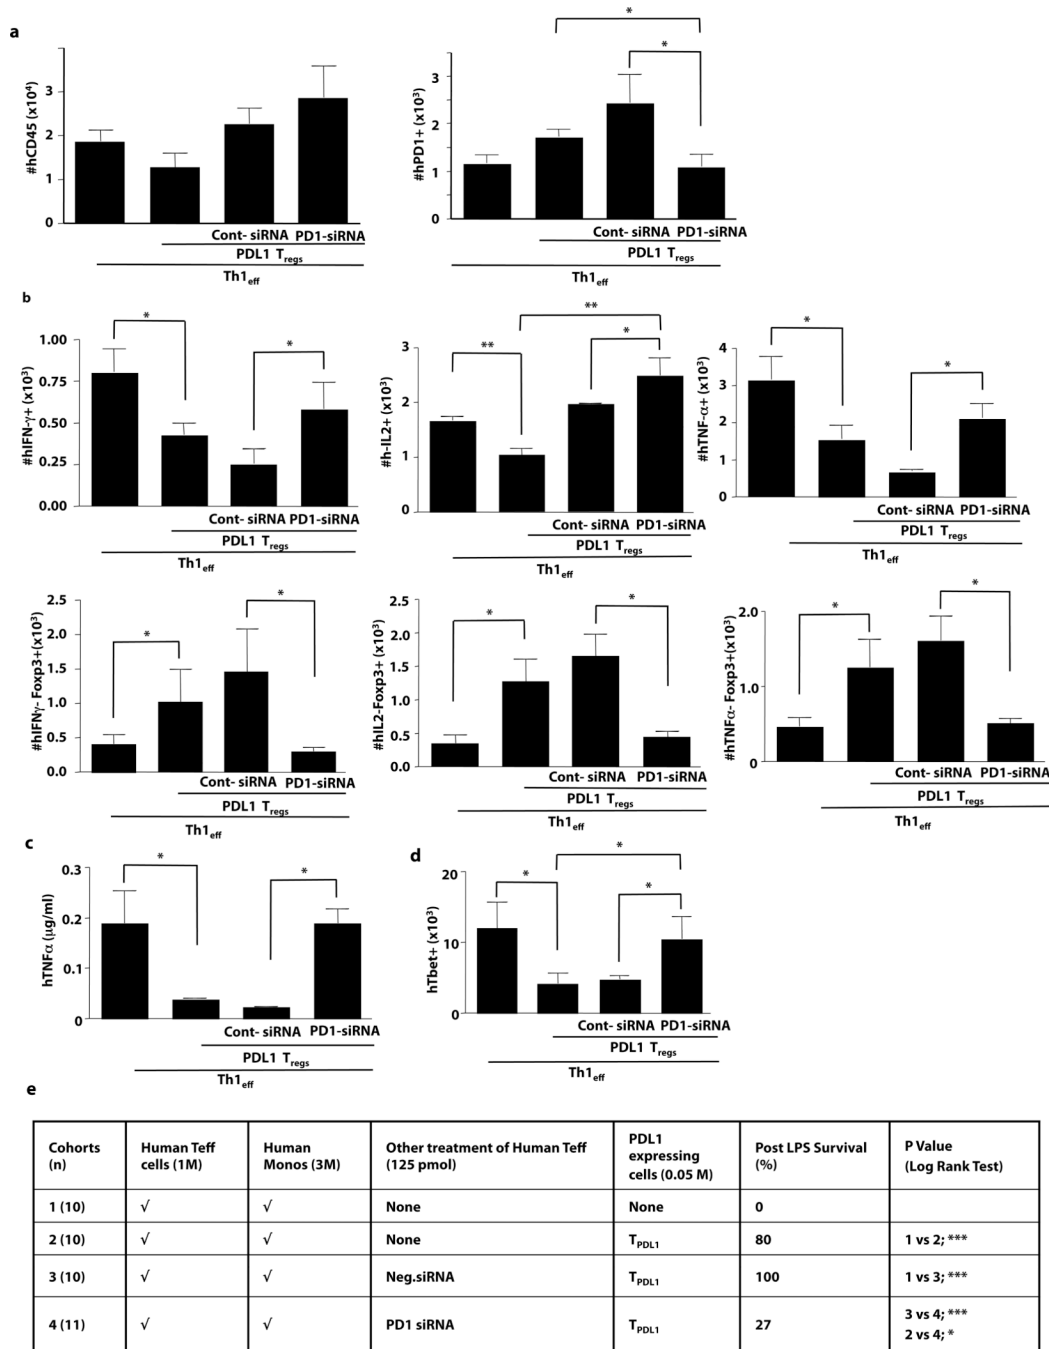 a
*
*
#hCD45 (x10⁴)
3
2
1
0
Cont- siRNA PD1-siRNA
PDL1 Tregs
Th1eff
#hPD1+ (x10³)
3
2
1
0
Cont- siRNA PD1-siRNA
PDL1 Tregs
Th1eff
b
*
*
#hIFN-γ+ (x10³)
1.00
0.75
0.50
0.25
0.00
Cont- siRNA PD1-siRNA
PDL1 Tregs
Th1eff
**
**
*
#h-IL2+ (x10³)
3
2
1
0
Cont- siRNA PD1-siRNA
PDL1 Tregs
Th1eff
*
*
#hTNF-α+ (x10³)
4
3
2
1
0
Cont- siRNA PD1-siRNA
PDL1 Tregs
Th1eff
*
*
#hIFNγ- Foxp3+(x10³)
2.5
2.0
1.5
1.0
0.5
0.0
Cont- siRNA PD1-siRNA
PDL1 Tregs
Th1eff
*
*
#hIL2-Foxp3+ (x10³)
2.5
2.0
1.5
1.0
0.5
0.0
Cont- siRNA PD1-siRNA
PDL1 Tregs
Th1eff
*
*
#hTNFα- Foxp3+(x10³)
2.0
1.0
0
Cont- siRNA PD1-siRNA
PDL1 Tregs
Th1eff
c
*
*
hTNFα (μg/ml)
0.3
0.2
0.1
0
Cont- siRNA PD1-siRNA
PDL1 Tregs
Th1eff
d
*
*
*
hTbet+ (x10³)
20
10
0
Cont- siRNA PD1-siRNA
PDL1 Tregs
Th1eff
e
Cohorts (n) Human Teff cells (1M) Human Monos (3M) Other treatment of Human Teff (125 pmol) PDL1 expressing cells (0.05 M) Post LPS Survival (%) P Value (Log Rank Test)
1 (10) √ √ None None 0
2 (10) √ √ None TPDL1 80 1 vs 2; ***
3 (10) √ √ Neg.siRNA TPDL1 100 1 vs 3; ***
4 (11) √ √ PD1 siRNA TPDL1 27 3 vs 4; ***
2 vs 4; *